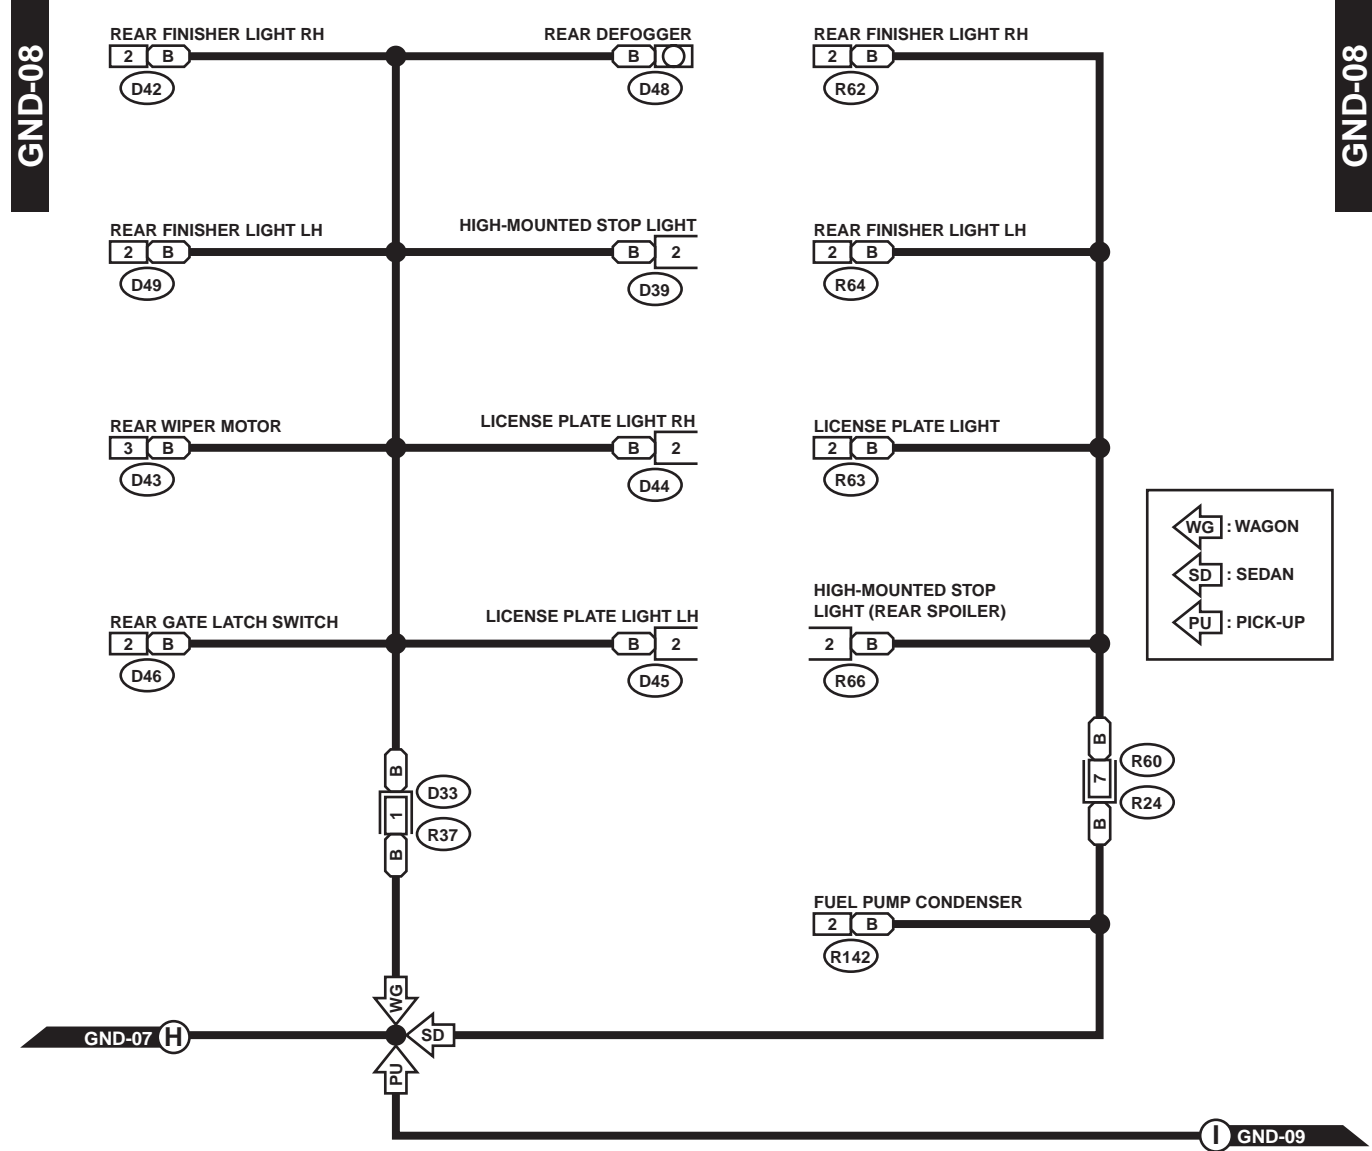 GND-08
GND-08
REAR FINISHER LIGHT RH
2 B
D42
REAR DEFOGGER
B
D48
REAR FINISHER LIGHT RH
2 B
R62
REAR FINISHER LIGHT LH
2 B
D49
HIGH-MOUNTED STOP LIGHT
B 2
D39
REAR FINISHER LIGHT LH
2 B
R64
REAR WIPER MOTOR
3 B
D43
LICENSE PLATE LIGHT RH
B 2
D44
LICENSE PLATE LIGHT
2 B
R63
WG : WAGON
SD : SEDAN
PU : PICK-UP
REAR GATE LATCH SWITCH
2 B
D46
LICENSE PLATE LIGHT LH
B 2
D45
HIGH-MOUNTED STOP
LIGHT (REAR SPOILER)
2 B
R66
B
D33
1
R37
B
B
R60
7
R24
B
FUEL PUMP CONDENSER
2 B
R142
WG
GND-07 H
SD
PU
I GND-09